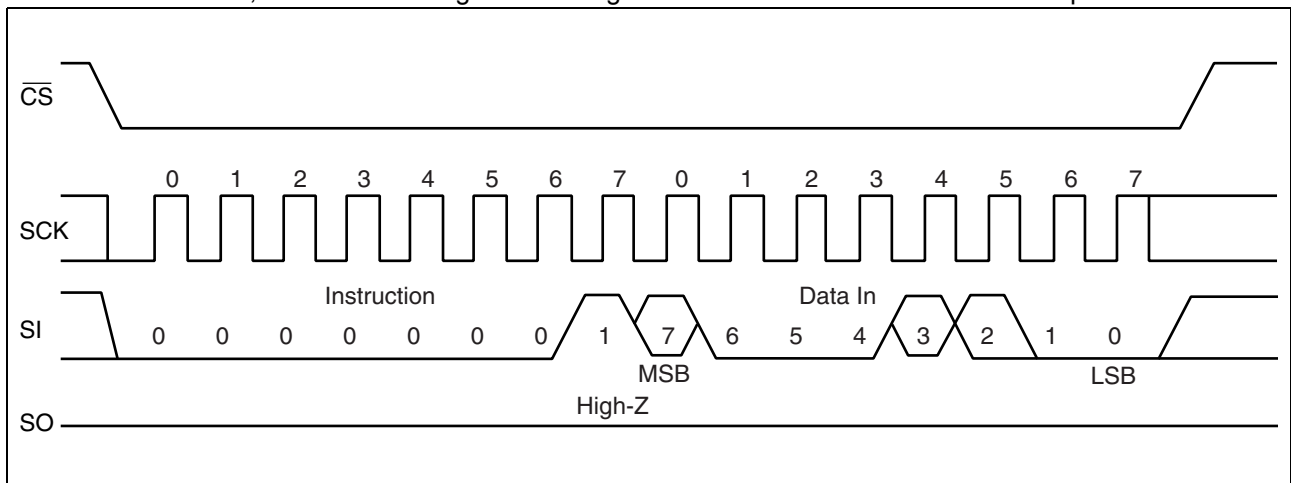 CS
0 1 2 3 4 5 6 7 0 1 2 3 4 5 6 7
SCK
Instruction Data In
SI 0 0 0 0 0 0 0 1 7 6 5 4 3 2 1 0
MSB LSB
High-Z
SO